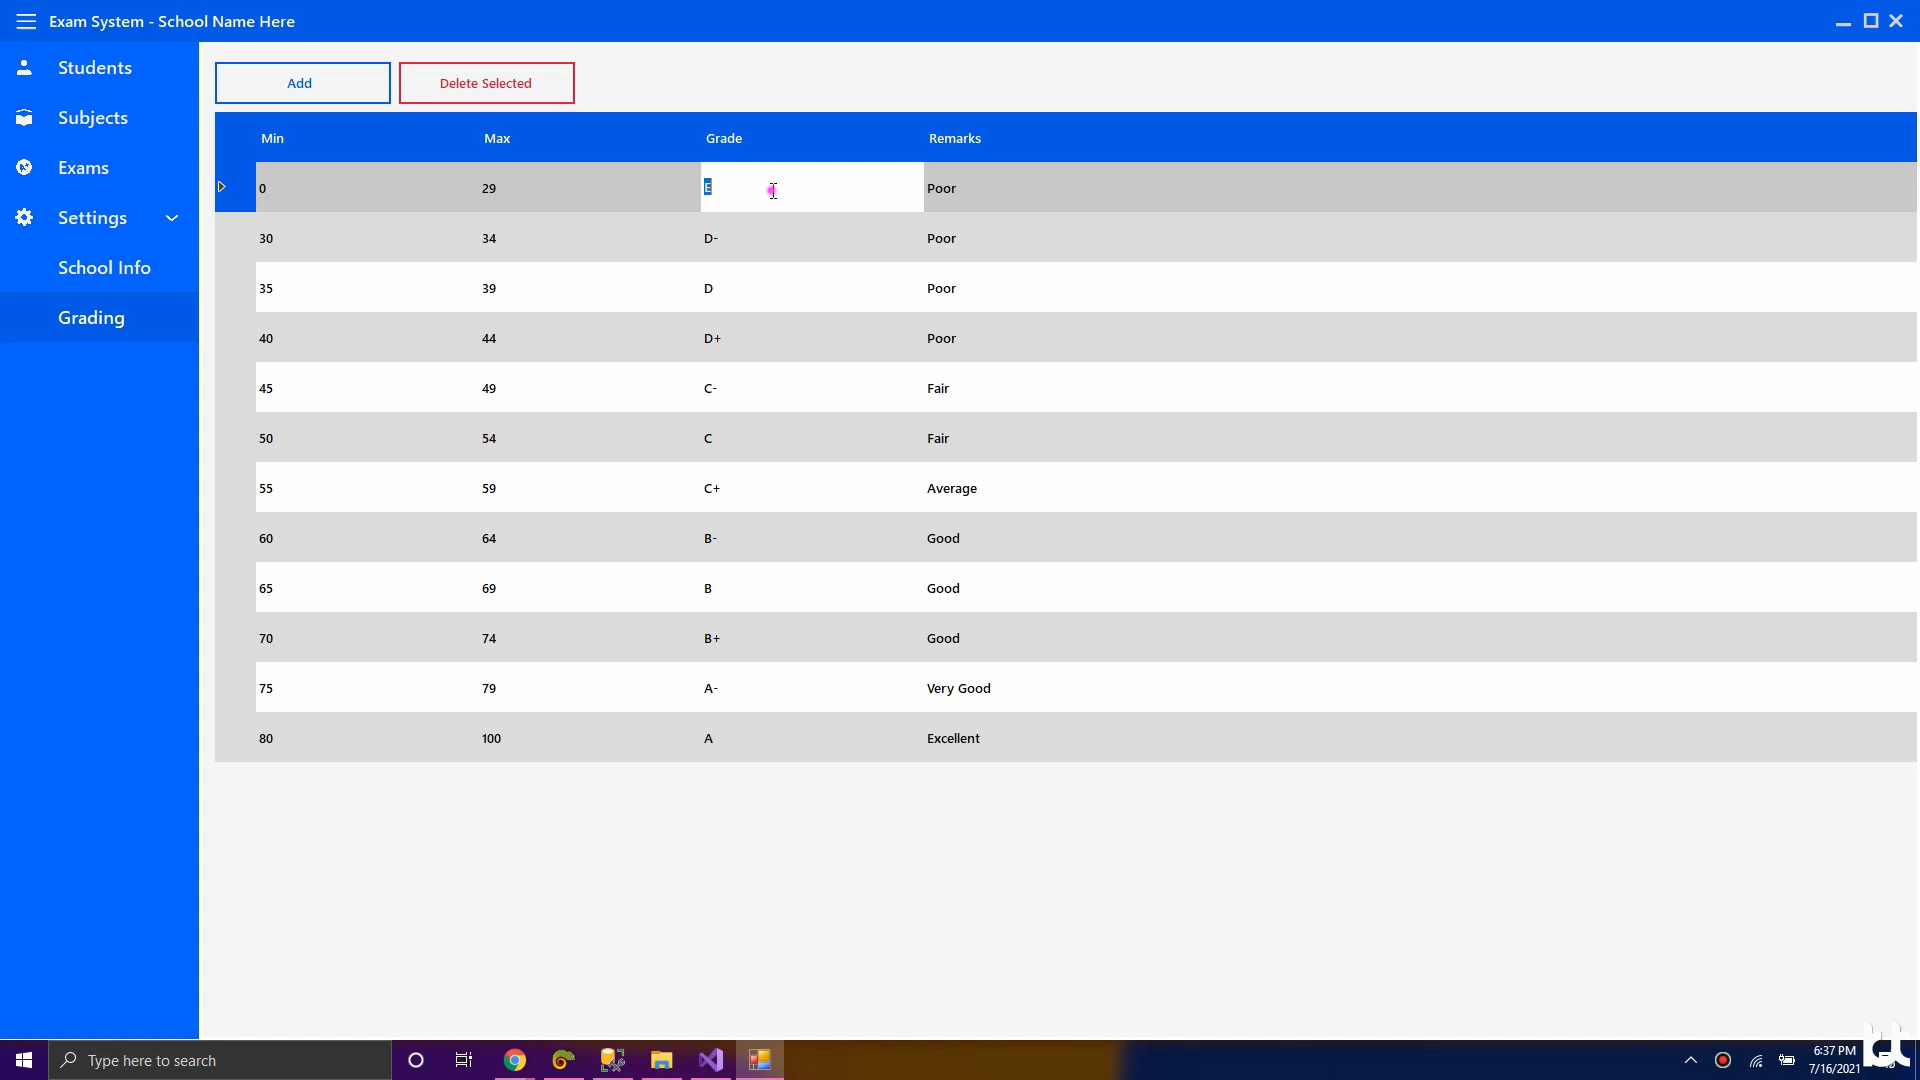 Exam System - School Name Here
Students
Subjects
Exams
Settings
School Info
Grading
Add Delete Selected
Min Max Grade Remarks
0 29 E Poor
30 34 D- Poor
35 39 D Poor
40 44 D+ Poor
45 49 C- Fair
50 54 C Fair
55 59 C+ Average
60 64 B- Good
65 69 B Good
70 74 B+ Good
75 79 A- Very Good
80 100 A Excellent
Type here to search
6:37 PM
7/16/2021